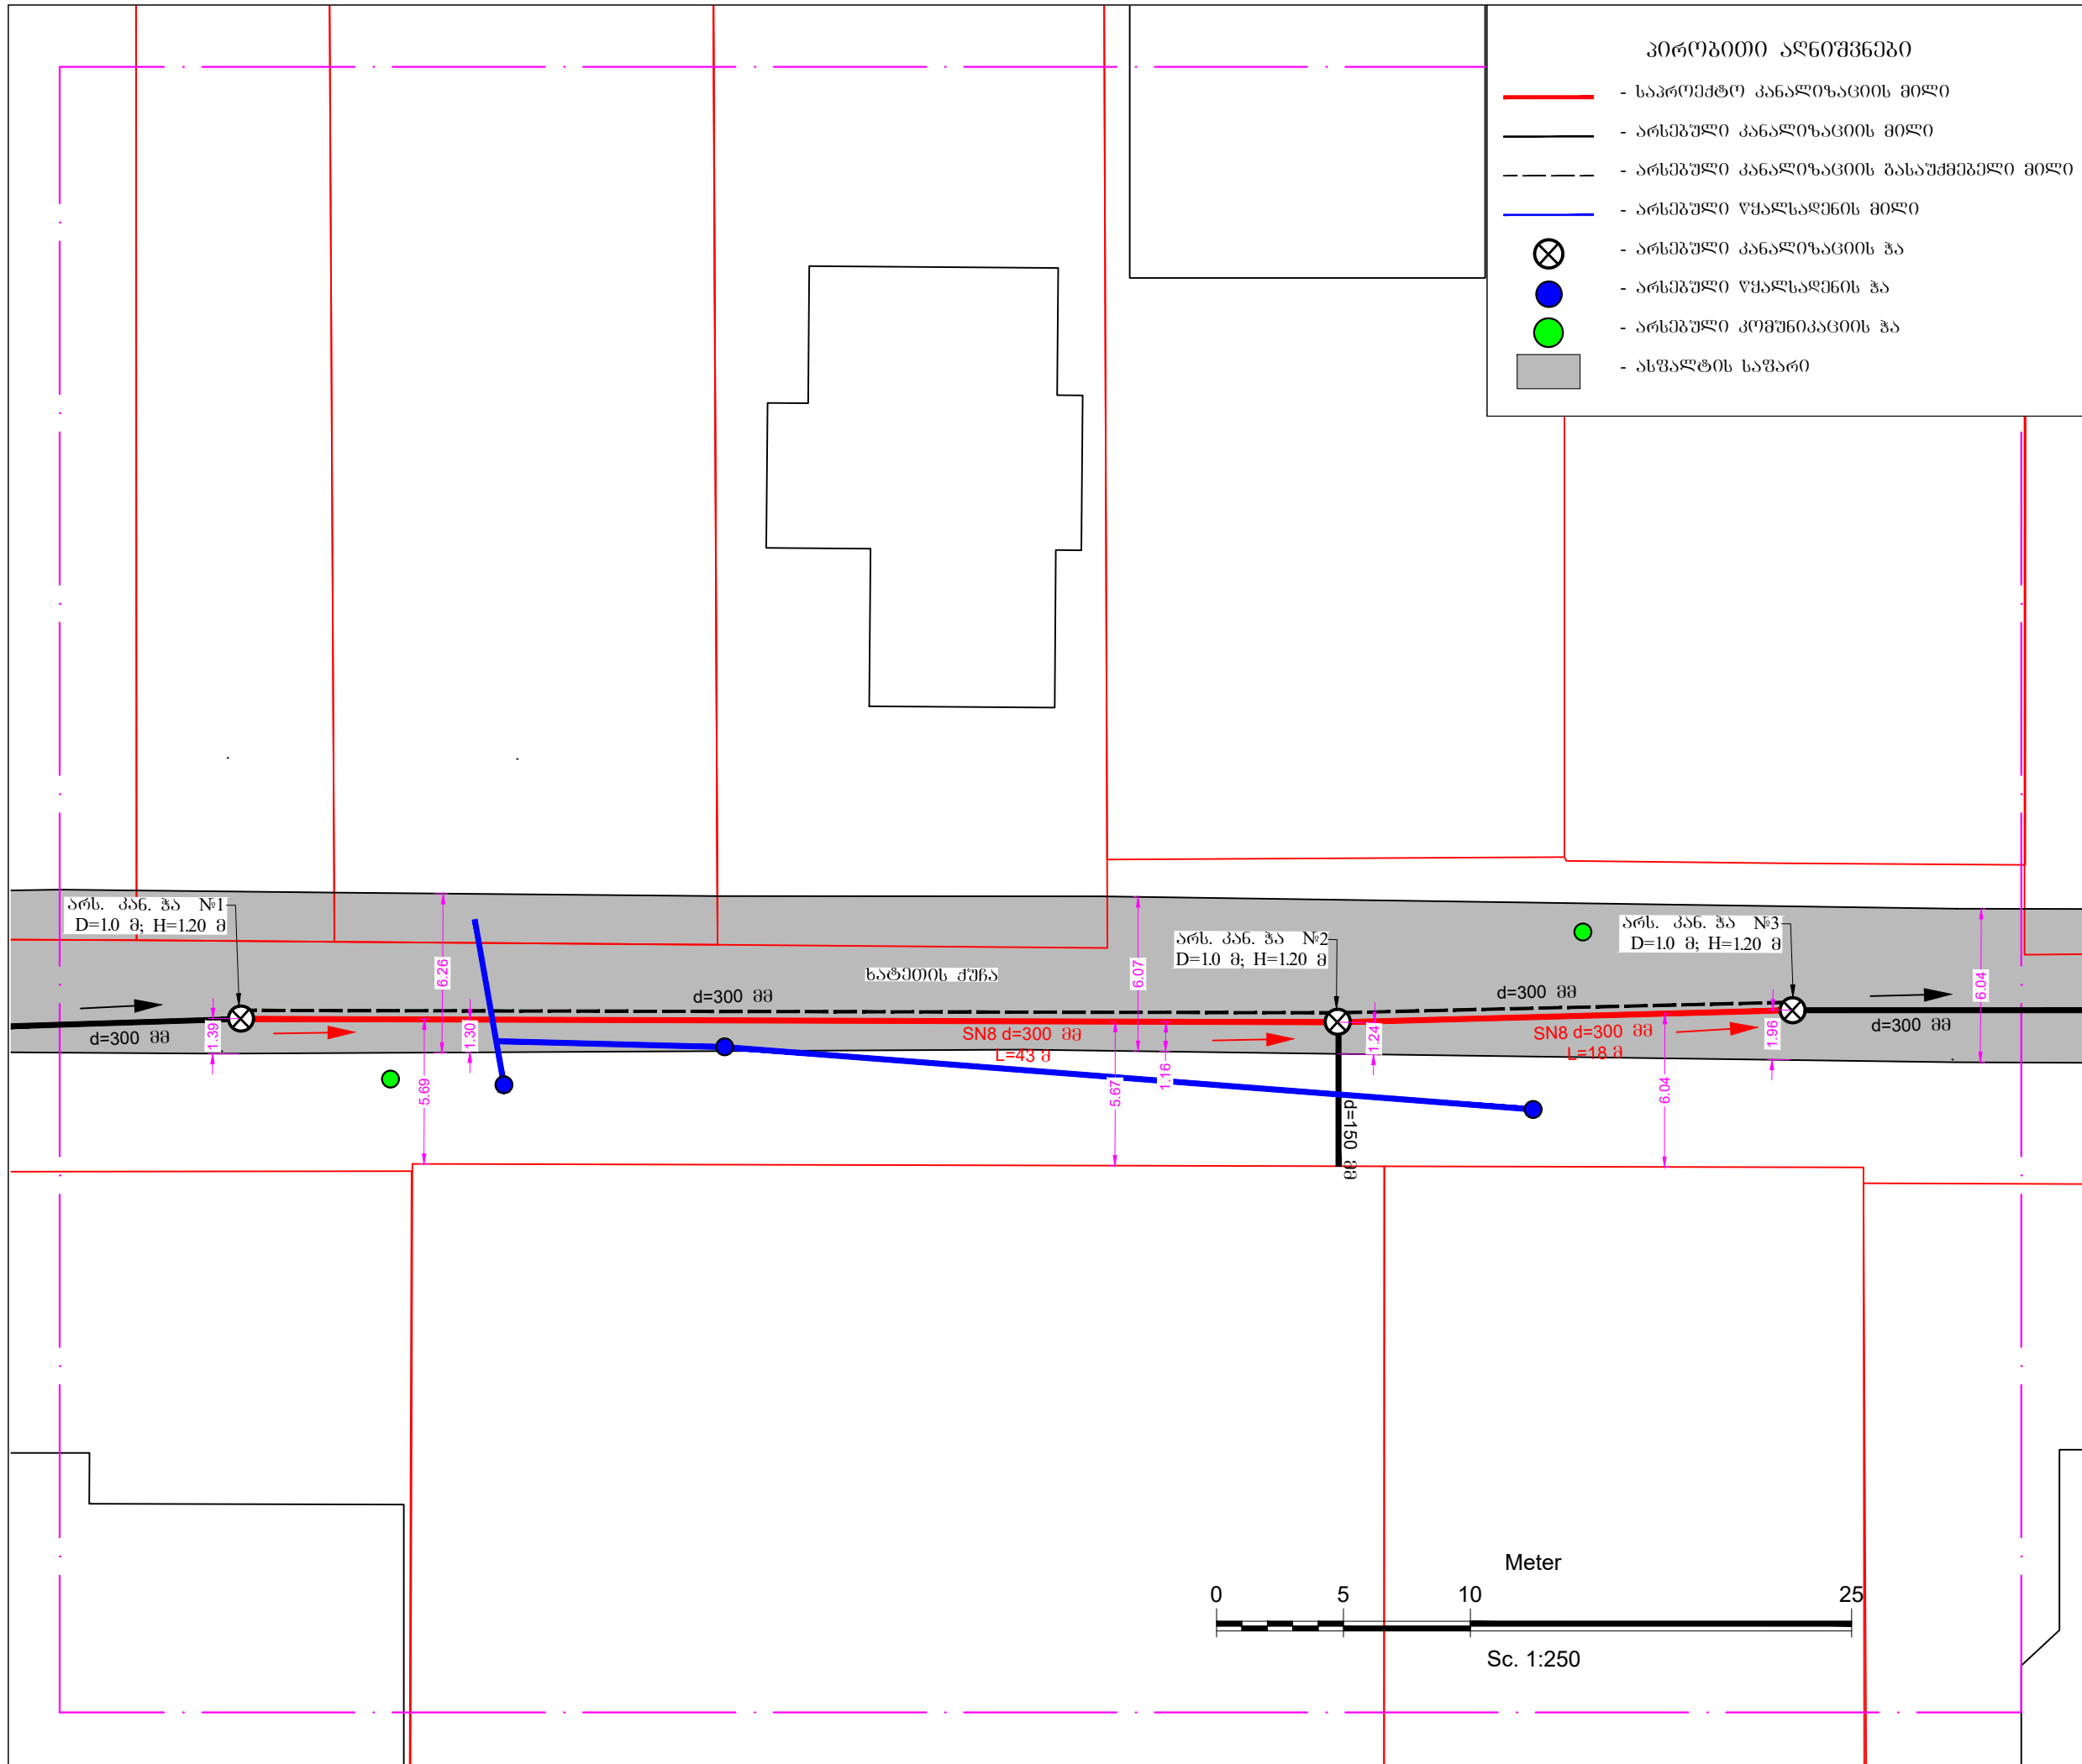 პირობითი აღნიშვნები
- საპროექტო კანალიზაციის მილი
- არსებული კანალიზაციის მილი
- არსებული კანალიზაციის გასაუქმებელი მილი
- არსებული წყალსადენის მილი
- არსებული კანალიზაციის ჭა
- არსებული წყალსადენის ჭა
- არსებული კომუნიკაციის ჭა
- ასფალტის საფარი
არს. კან. ჭა №1
D=1.0 მ; H=1.20 მ
არს. კან. ჭა №2
D=1.0 მ; H=1.20 მ
არს. კან. ჭა №3
D=1.0 მ; H=1.20 მ
ხატეთის ქუჩა
6.26
6.07
6.04
d=300 მმ
d=300 მმ
d=300 მმ
1.39
1.30
SN8 d=300 მმ
L=43 მ
1.24
SN8 d=300 მმ
L=18 მ
1.96
d=300 მმ
5.69
5.67
1.16
6.04
d=150 მმ
Meter
0 5 10 25
Sc. 1:250